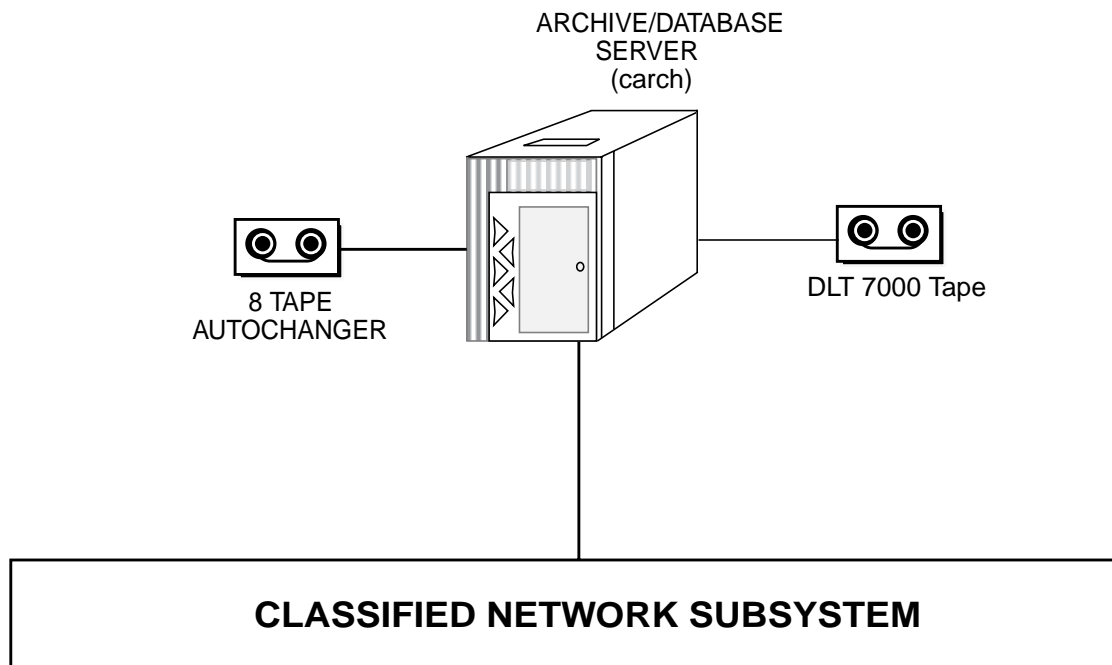 ARCHIVE/DATABASE
SERVER
(carch)
8 TAPE
AUTOCHANGER
DLT 7000 Tape
CLASSIFIED NETWORK SUBSYSTEM